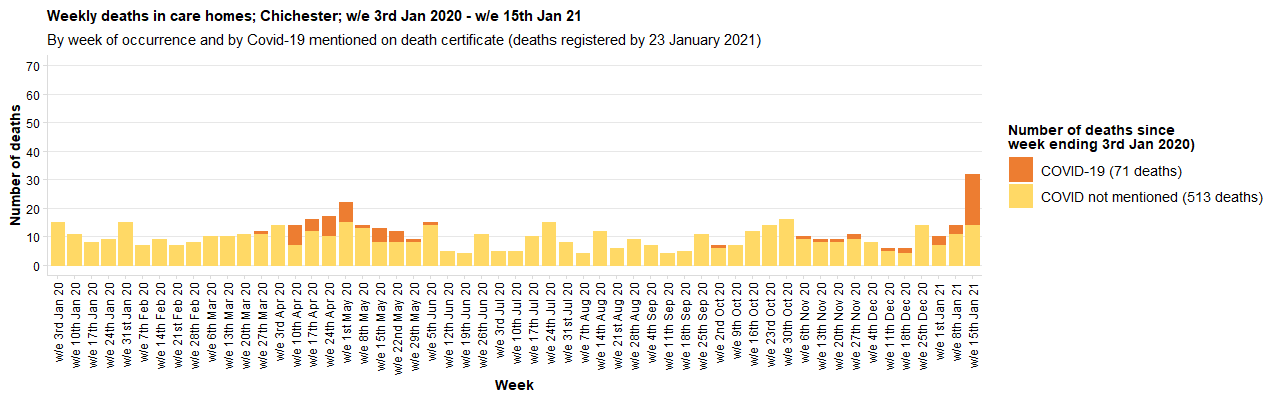 Weekly deaths in care homes; Chichester; w/e 3rd Jan 2020 - w/e 15th Jan 21
By week of occurrence and by Covid-19 mentioned on death certificate (deaths registered by 23 January 2021)
Number of deaths
70
60
50
40
30
20
10
0
w/e 3rd Jan 20
w/e 10th Jan 20
w/e 17th Jan 20
w/e 24th Jan 20
w/e 31st Jan 20
w/e 7th Feb 20
w/e 14th Feb 20
w/e 21st Feb 20
w/e 28th Feb 20
w/e 6th Mar 20
w/e 13th Mar 20
w/e 20th Mar 20
w/e 27th Mar 20
w/e 3rd Apr 20
w/e 10th Apr 20
w/e 17th Apr 20
w/e 24th Apr 20
w/e 1st May 20
w/e 8th May 20
w/e 15th May 20
w/e 22nd May 20
w/e 29th May 20
w/e 5th Jun 20
w/e 12th Jun 20
w/e 19th Jun 20
w/e 26th Jun 20
w/e 3rd Jul 20
w/e 10th Jul 20
w/e 17th Jul 20
w/e 24th Jul 20
w/e 31st Jul 20
w/e 7th Aug 20
w/e 14th Aug 20
w/e 21st Aug 20
w/e 28th Aug 20
w/e 4th Sep 20
w/e 11th Sep 20
w/e 18th Sep 20
w/e 25th Sep 20
w/e 2nd Oct 20
w/e 9th Oct 20
w/e 16th Oct 20
w/e 23rd Oct 20
w/e 30th Oct 20
w/e 6th Nov 20
w/e 13th Nov 20
w/e 20th Nov 20
w/e 27th Nov 20
w/e 4th Dec 20
w/e 11th Dec 20
w/e 18th Dec 20
w/e 25th Dec 20
w/e 1st Jan 21
w/e 8th Jan 21
w/e 15th Jan 21
Week
Number of deaths since
week ending 3rd Jan 2020)
COVID-19 (71 deaths)
COVID not mentioned (513 deaths)